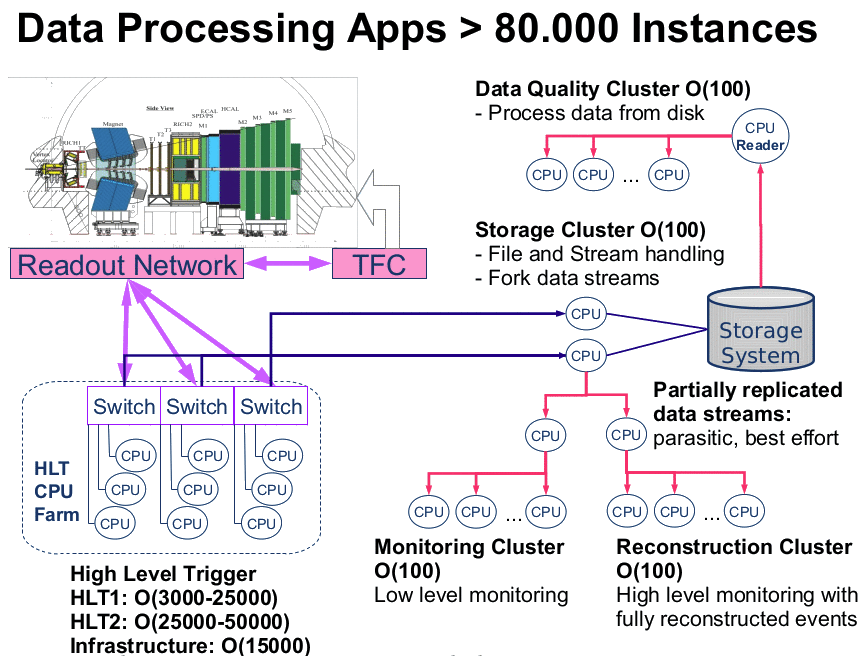 Data Processing Apps > 80.000 Instances
Side View
ECAL HCAL
SPD/PS
Magnet
RICH2 M1
M2 M3 M4 M5
T1 T2 T3
RICH1
Vertex
Locator
Readout Network
TFC
Data Quality Cluster O(100)
- Process data from disk
CPU
Reader
CPU CPU ... CPU
Storage Cluster O(100)
- File and Stream handling
- Fork data streams
CPU
CPU
Storage
System
Partially replicated
data streams:
parasitic, best effort
CPU CPU
CPU CPU ... CPU
CPU CPU ... CPU
Monitoring Cluster
O(100)
Low level monitoring
Reconstruction Cluster
O(100)
High level monitoring with
fully reconstructed events
Switch Switch Switch
HLT
CPU
Farm
CPU CPU CPU
CPU CPU CPU
CPU CPU CPU
High Level Trigger
HLT1: O(3000-25000)
HLT2: O(25000-50000)
Infrastructure: O(15000)